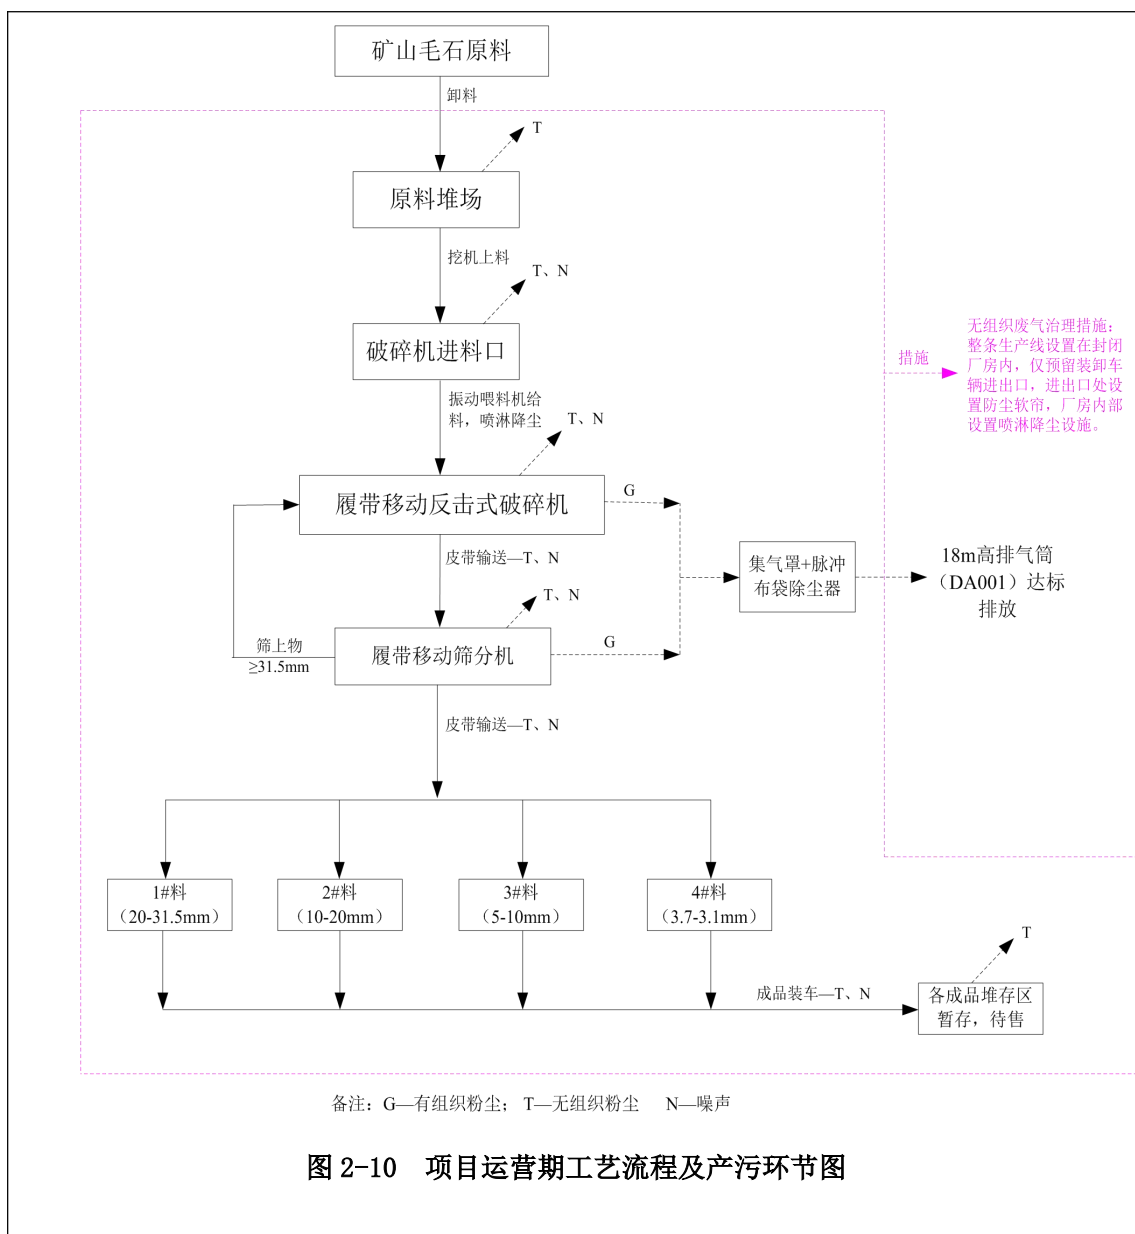 矿山毛石原料
卸料
T
原料堆场
挖机上料
T、N
破碎机进料口
无组织废气治理措施：
整条生产线设置在封闭
厂房内，仅预留装卸车
辆进出口，进出口处设
置防尘软帘，厂房内部
设置喷淋降尘设施。
措施
振动喂料机给
料，喷淋降尘
T、N
履带移动反击式破碎机
G
皮带输送—T、N
集气罩+脉冲
布袋除尘器
18m高排气筒
（DA001）达标
排放
T、N
筛上物
≥31.5mm
履带移动筛分机
G
皮带输送—T、N
1#料
（20-31.5mm）
2#料
（10-20mm）
3#料
（5-10mm）
4#料
（3.7-3.1mm）
T
成品装车—T、N
各成品堆存区
暂存，待售
备注：G—有组织粉尘； T—无组织粉尘 N—噪声
图 2-10 项目运营期工艺流程及产污环节图